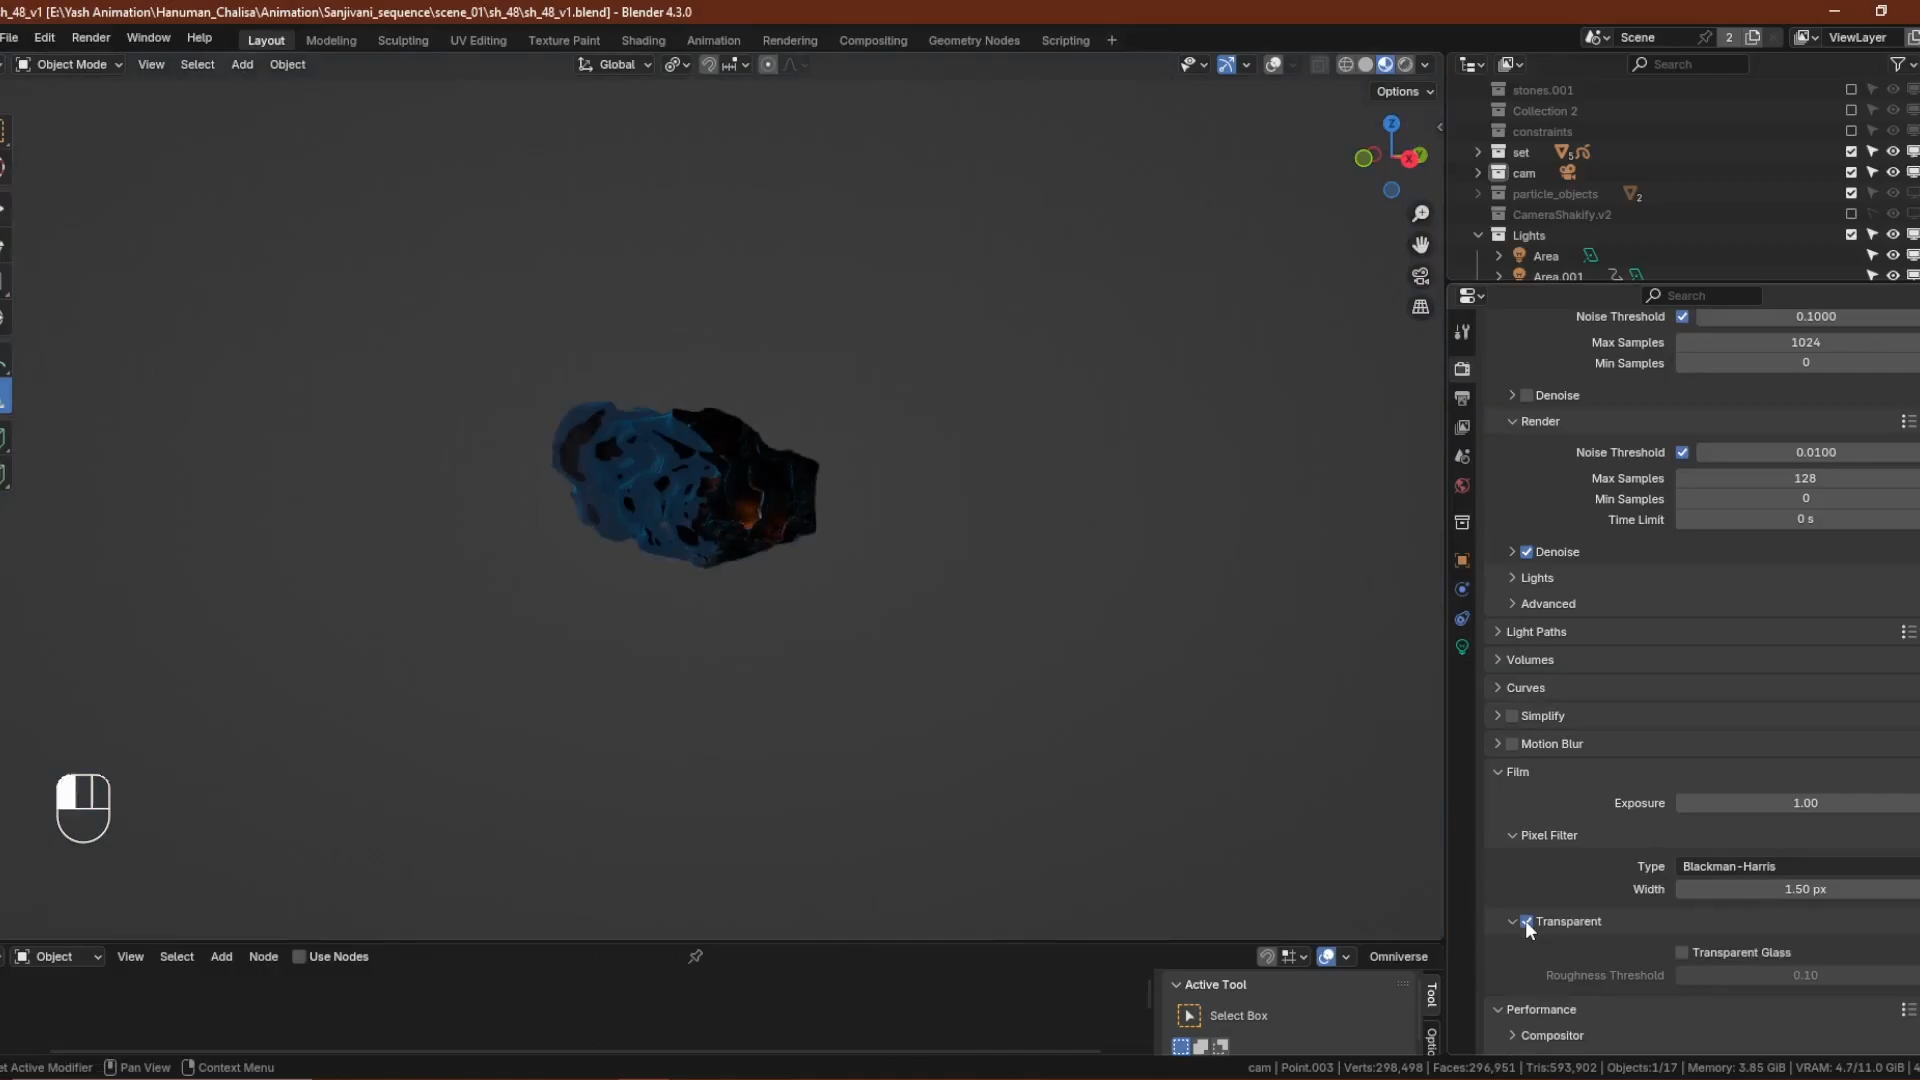 sh_48_v1 [E:\Yash Animation\Hanuman_Chalisa\Animation\Sanjivani_sequence\scene_01\sh_48\sh_48_v1.blend] - Blender 4.3.0
File Edit Render Window Help Layout Modeling Sculpting UV Editing Texture Paint Shading Animation Rendering Compositing Geometry Nodes Scripting + Scene 2 ViewLayer
Object Mode View Select Add Object Global Search
Options
Z
Y
X
stones.001
Collection 2
constraints
set 5
cam
particle_objects 2
CameraShakify.v2
Lights
Area
Area.001
Search
Noise Threshold 0.1000
Max Samples 1024
Min Samples 0
Denoise
Render
Noise Threshold 0.0100
Max Samples 128
Min Samples 0
Time Limit 0 s
Denoise
Lights
Advanced
Light Paths
Volumes
Curves
Simplify
Motion Blur
Film
Exposure 1.00
Pixel Filter
Type Blackman-Harris
Width 1.50 px
Transparent
Transparent Glass
Roughness Threshold 0.10
Performance
Compositor
Object View Select Add Node Use Nodes Omniverse
Active Tool
Select Box
Tool
et Active Modifier Pan View Context Menu cam | Point.003 | Verts:298,498 | Faces:296,951 | Tris:593,902 | Objects:1/17 | Memory: 3.85 GiB | VRAM: 4.7/11.0 GiB | 4